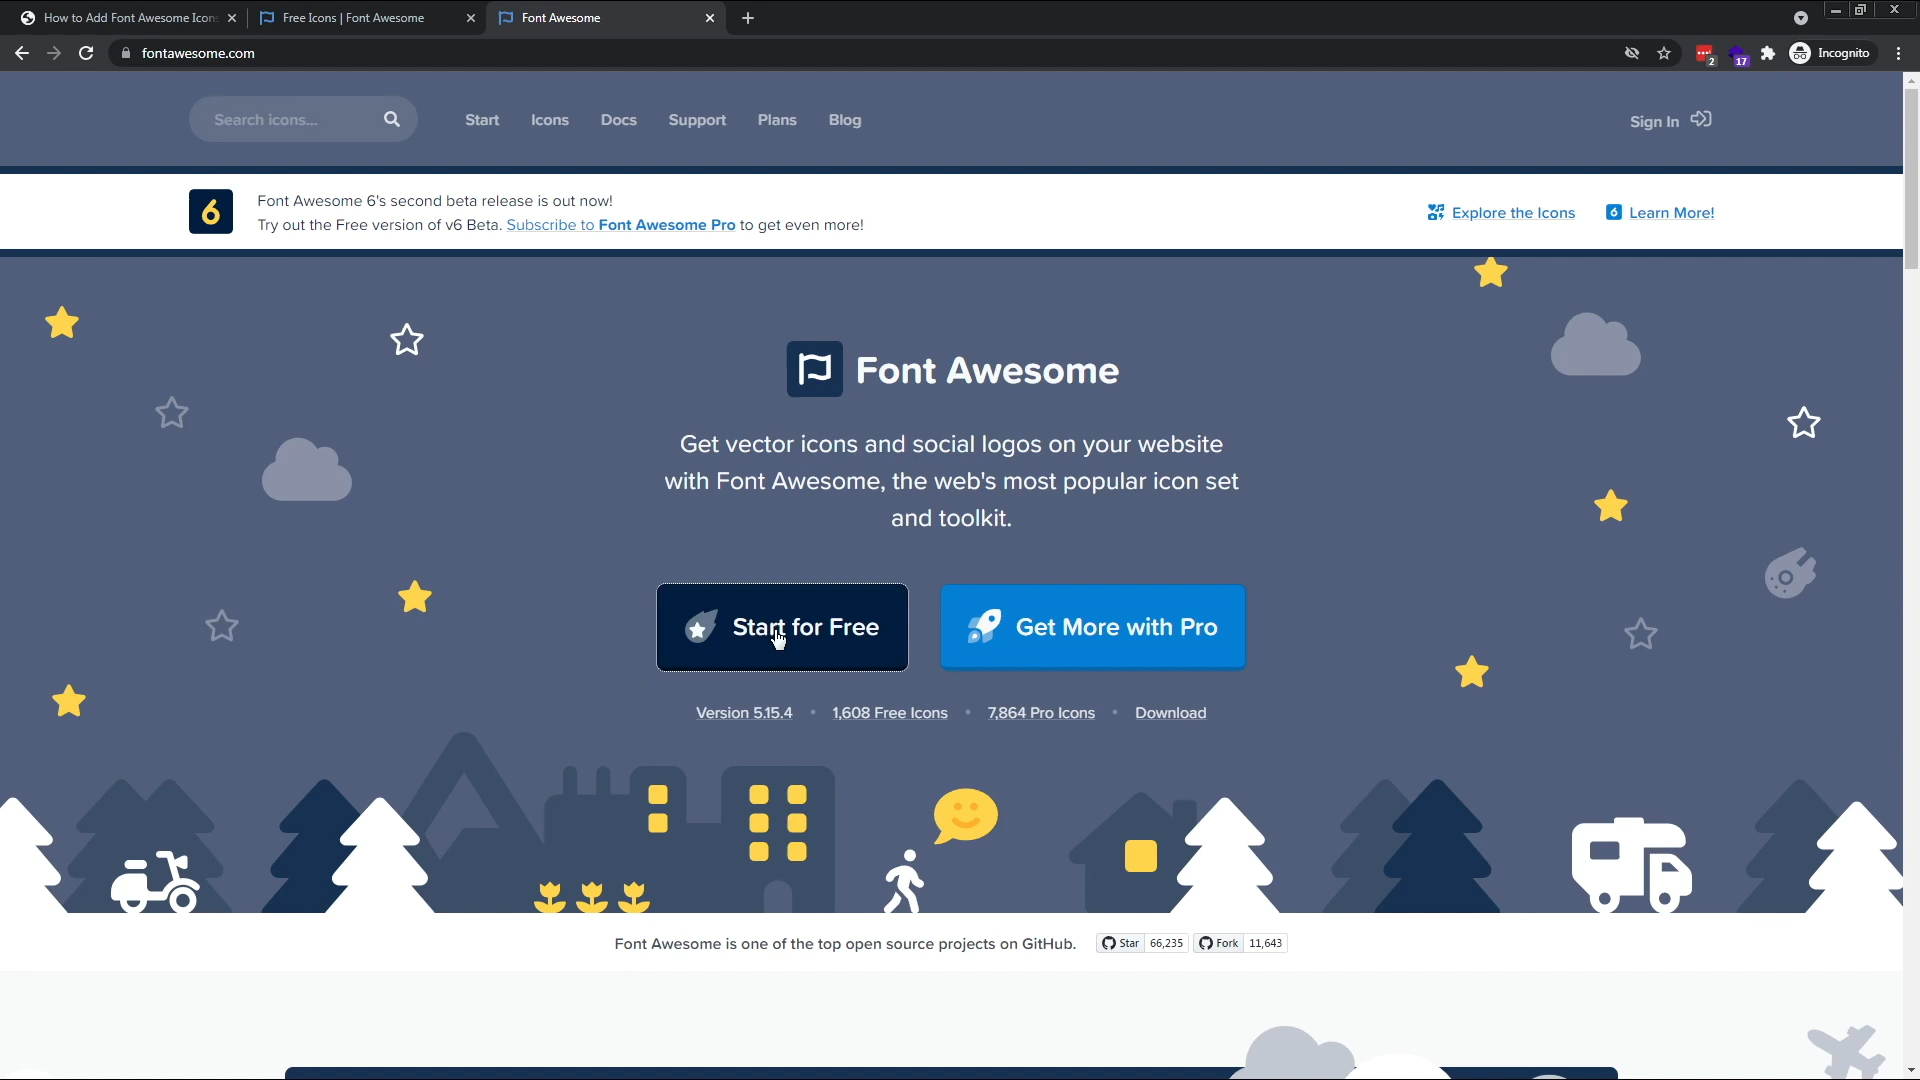 How to Add Font Awesome Icon
Free Icons | Font Awesome
Font Awesome
fontawesome.com
2
17
Incognito
Search icons...
Start
Icons
Docs
Support
Plans
Blog
Sign In
6
Font Awesome 6's second beta release is out now!
Try out the Free version of v6 Beta. Subscribe to Font Awesome Pro to get even more!
Explore the Icons
6 Learn More!
Font Awesome
Get vector icons and social logos on your website
with Font Awesome, the web's most popular icon set
and toolkit.
Start for Free
Get More with Pro
Version 5.15.4 • 1,608 Free Icons • 7,864 Pro Icons • Download
Font Awesome is one of the top open source projects on GitHub.
Star 66,235
Fork 11,643